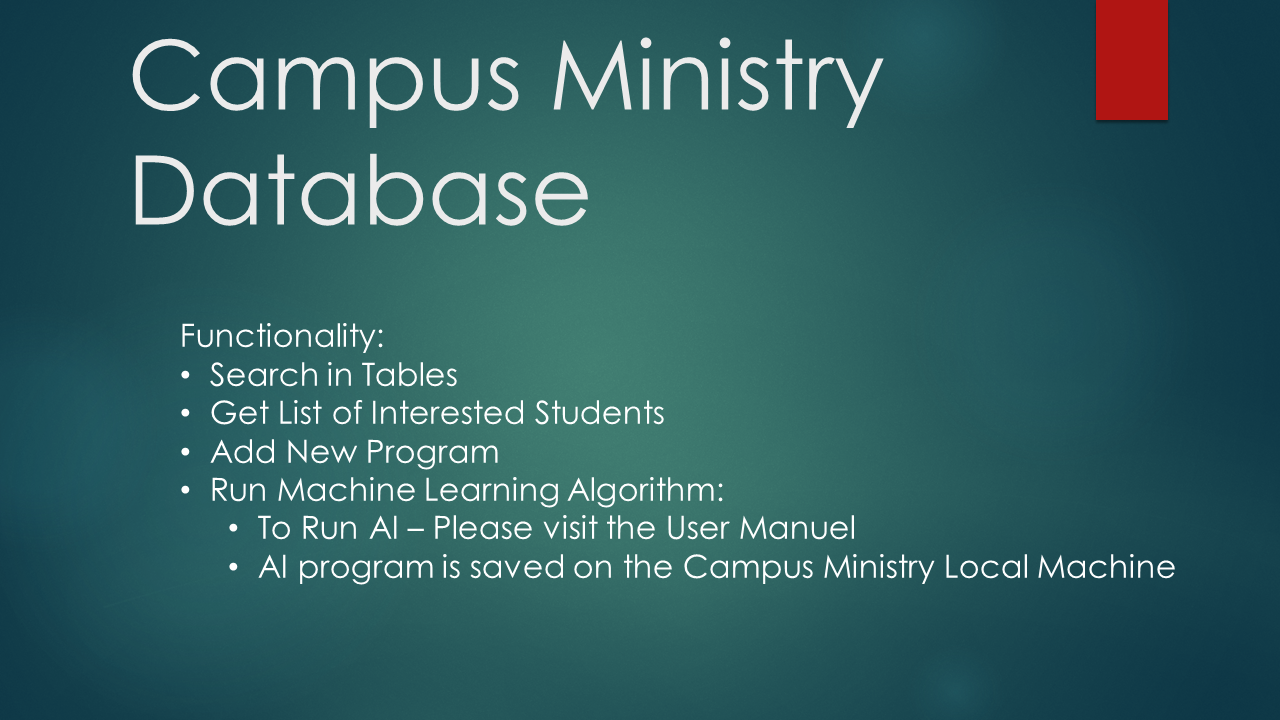 Campus Ministry
Database
Functionality:
• Search in Tables
• Get List of Interested Students
• Add New Program
• Run Machine Learning Algorithm:
• To Run AI – Please visit the User Manuel
• AI program is saved on the Campus Ministry Local Machine